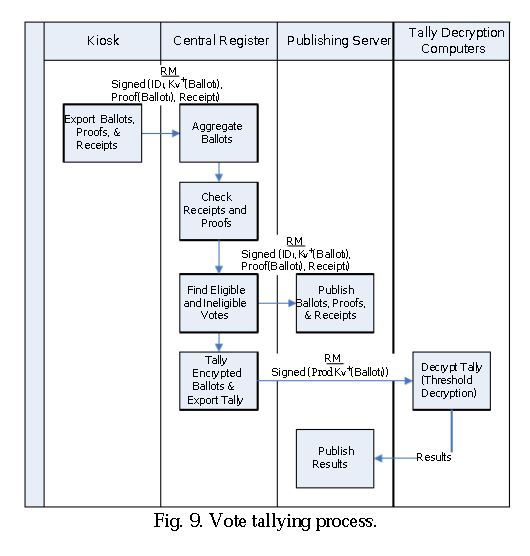 Kiosk
Central Register
Publishing Server
Tally Decryption
Computers
RM
Signed (IDi, Kv+(Balloti),
Proof(Balloti), Receipti)
Export Ballots,
Proofs, &
Receipts
Aggregate
Ballots
Check
Receipts and
Proofs
RM
Signed (IDi, Kv+(Balloti),
Proof(Balloti), Receipti)
Find Eligible
and Ineligible
Votes
Publish
Ballots, Proofs,
& Receipts
Tally
Encrypted
Ballots &
Export Tally
RM
Signed (Prod Kv+(Balloti))
Decrypt Tally
(Threshold
Decryption)
Publish
Results
Results
Fig. 9. Vote tallying process.